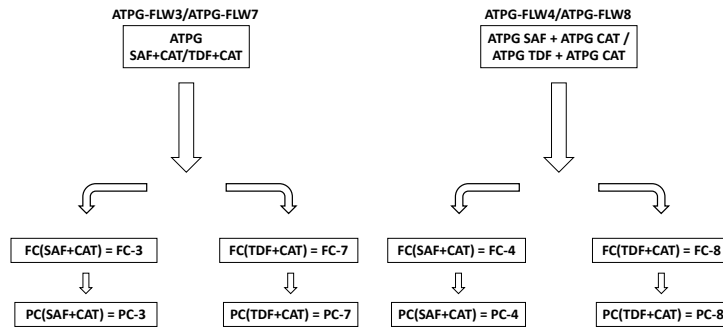 ATPG-FLW3/ATPG-FLW7
ATPG
SAF+CAT/TDF+CAT
ATPG-FLW4/ATPG-FLW8
ATPG SAF + ATPG CAT /
ATPG TDF + ATPG CAT
FC(SAF+CAT) = FC-3
FC(TDF+CAT) = FC-7
FC(SAF+CAT) = FC-4
FC(TDF+CAT) = FC-8
PC(SAF+CAT) = PC-3
PC(TDF+CAT) = PC-7
PC(SAF+CAT) = PC-4
PC(TDF+CAT) = PC-8